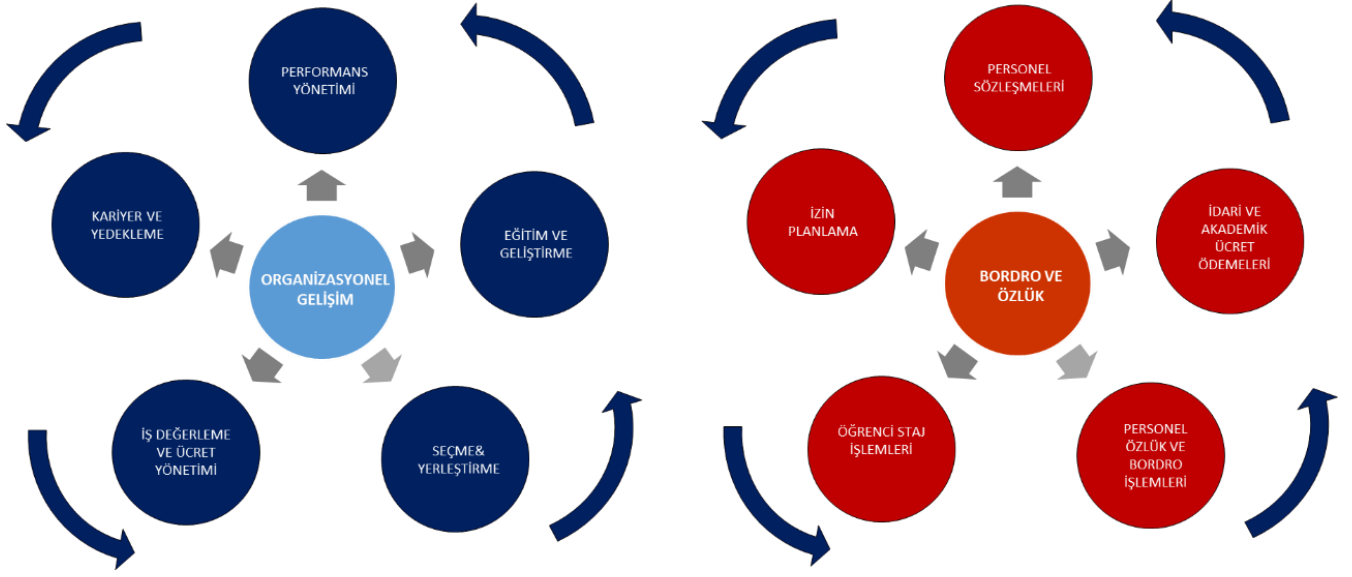 PERFORMANS
YÖNETİMİ
KARİYER VE
YEDEKLEME
EĞİTİM VE
GELİŞTİRME
ORGANİZASYONEL
GELİŞİM
İŞ DEĞERLEME
VE ÜCRET
YÖNETİMİ
SEÇME&
YERLEŞTİRME
PERSONEL
SÖZLEŞMELERİ
İZİN
PLANLAMA
İDARİ VE
AKADEMİK
ÜCRET
ÖDEMELERİ
BORDRO VE
ÖZLÜK
ÖĞRENCİ STAJ
İŞLEMLERİ
PERSONEL
ÖZLÜK VE
BORDRO
İŞLEMLERİ